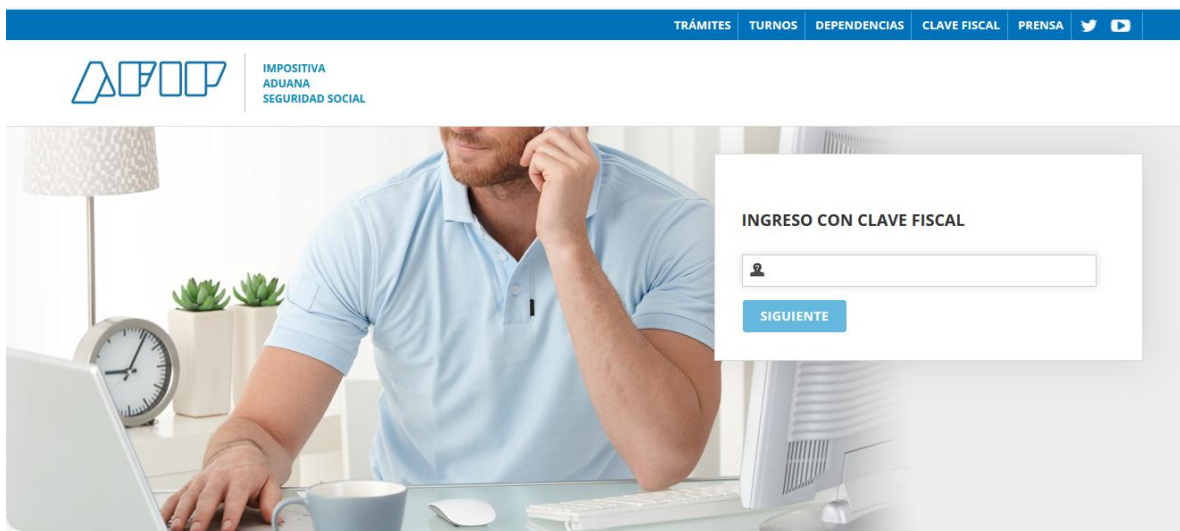 TRÁMITES TURNOS DEPENDENCIAS CLAVE FISCAL PRENSA
AFIP
IMPOSITIVA
ADUANA
SEGURIDAD SOCIAL
INGRESO CON CLAVE FISCAL
SIGUIENTE